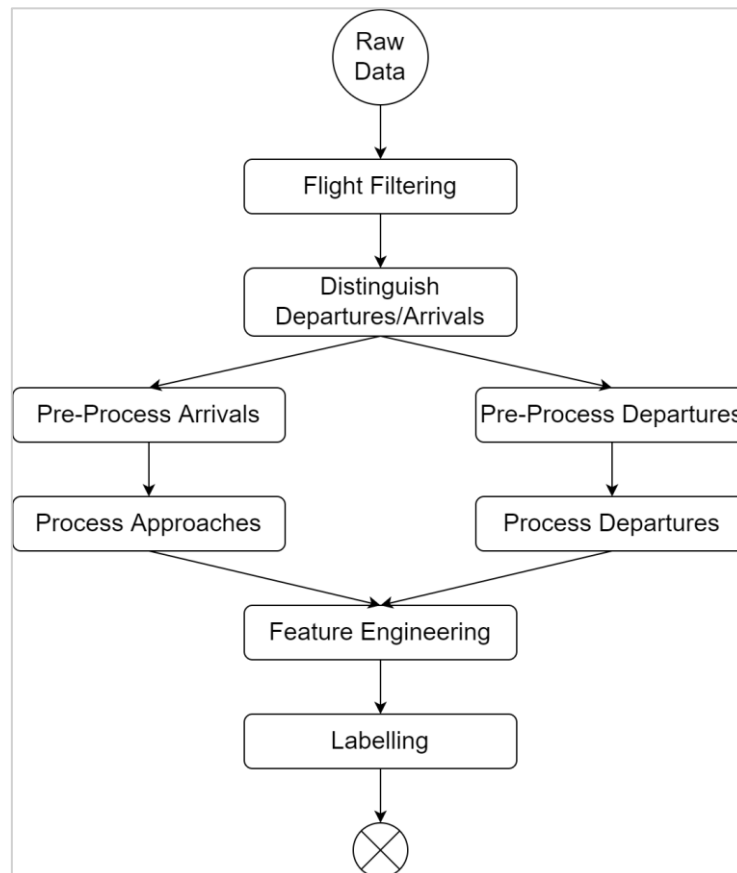 Raw
Data
Flight Filtering
Distinguish
Departures/Arrivals
Pre-Process Arrivals
Pre-Process Departures
Process Approaches
Process Departures
Feature Engineering
Labelling